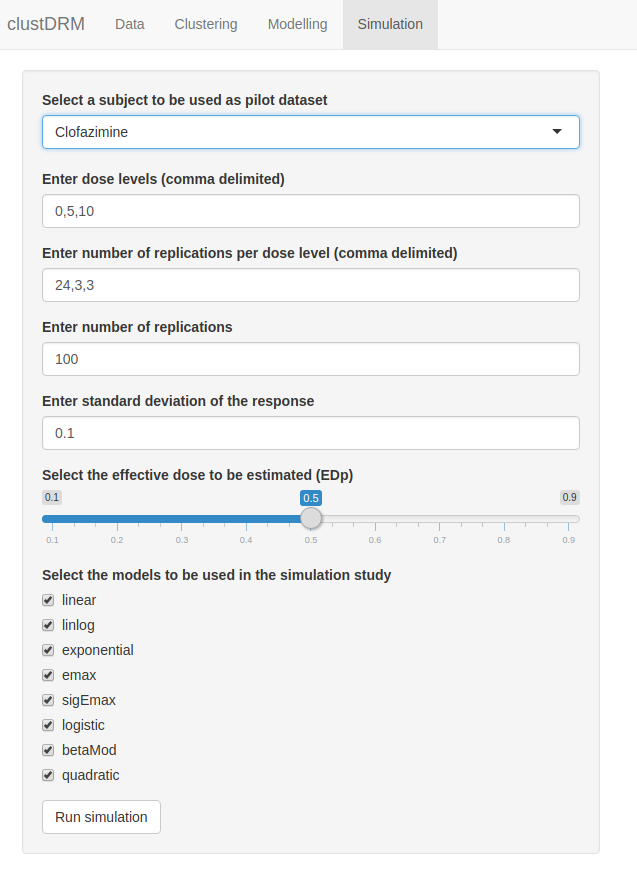 clustDRM Data Clustering Modelling Simulation
Select a subject to be used as pilot dataset
Clofazimine
Enter dose levels (comma delimited)
0,5,10
Enter number of replications per dose level (comma delimited)
24,3,3
Enter number of replications
100
Enter standard deviation of the response
0.1
Select the effective dose to be estimated (EDp)
0.1 0.5 0.9
0.1 0.2 0.3 0.4 0.5 0.6 0.7 0.8 0.9
Select the models to be used in the simulation study
linear
linlog
exponential
emax
sigEmax
logistic
betaMod
quadratic
Run simulation